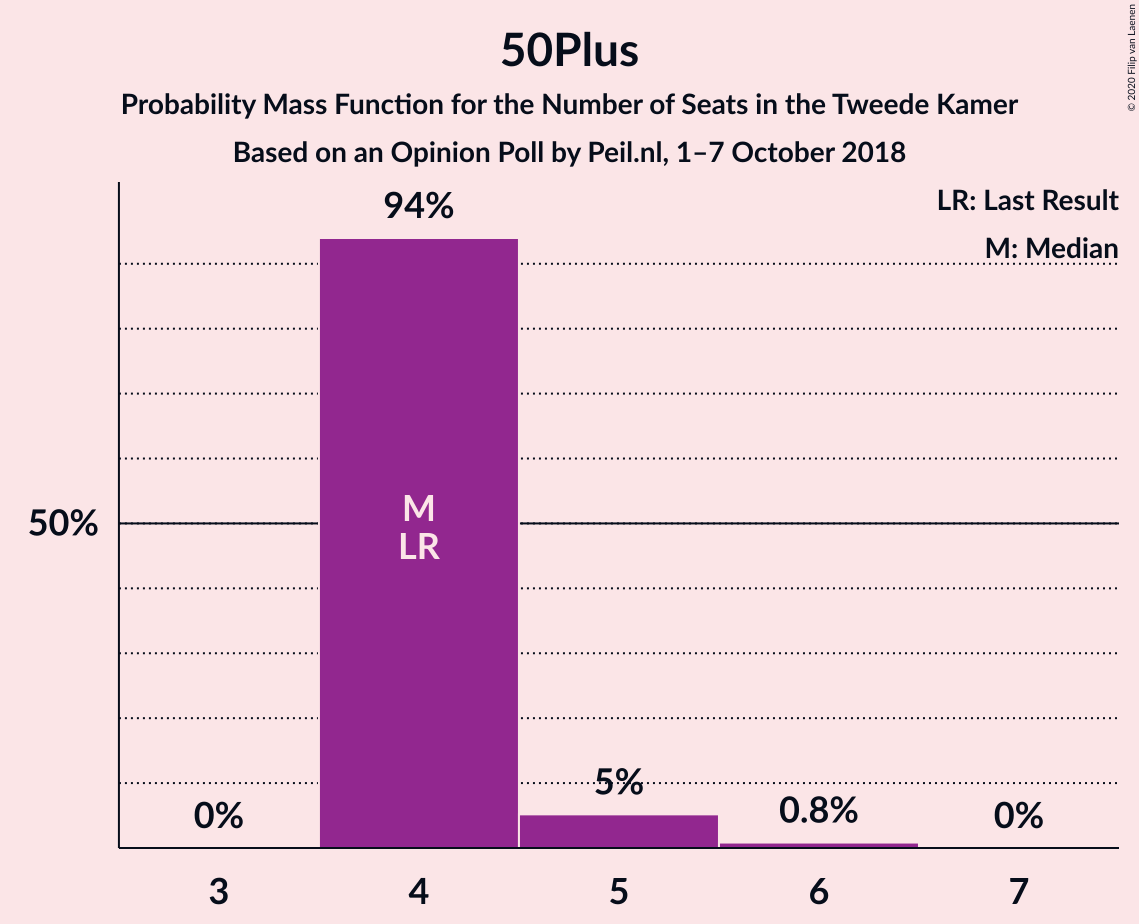 50Plus
Probability Mass Function for the Number of Seats in the Tweede Kamer
Based on an Opinion Poll by Peil.nl, 1–7 October 2018
© 2020 Filip van Laenen
LR: Last Result
M: Median
94%
50%
M
LR
0%
5%
0.8%
0%
3
4
5
6
7